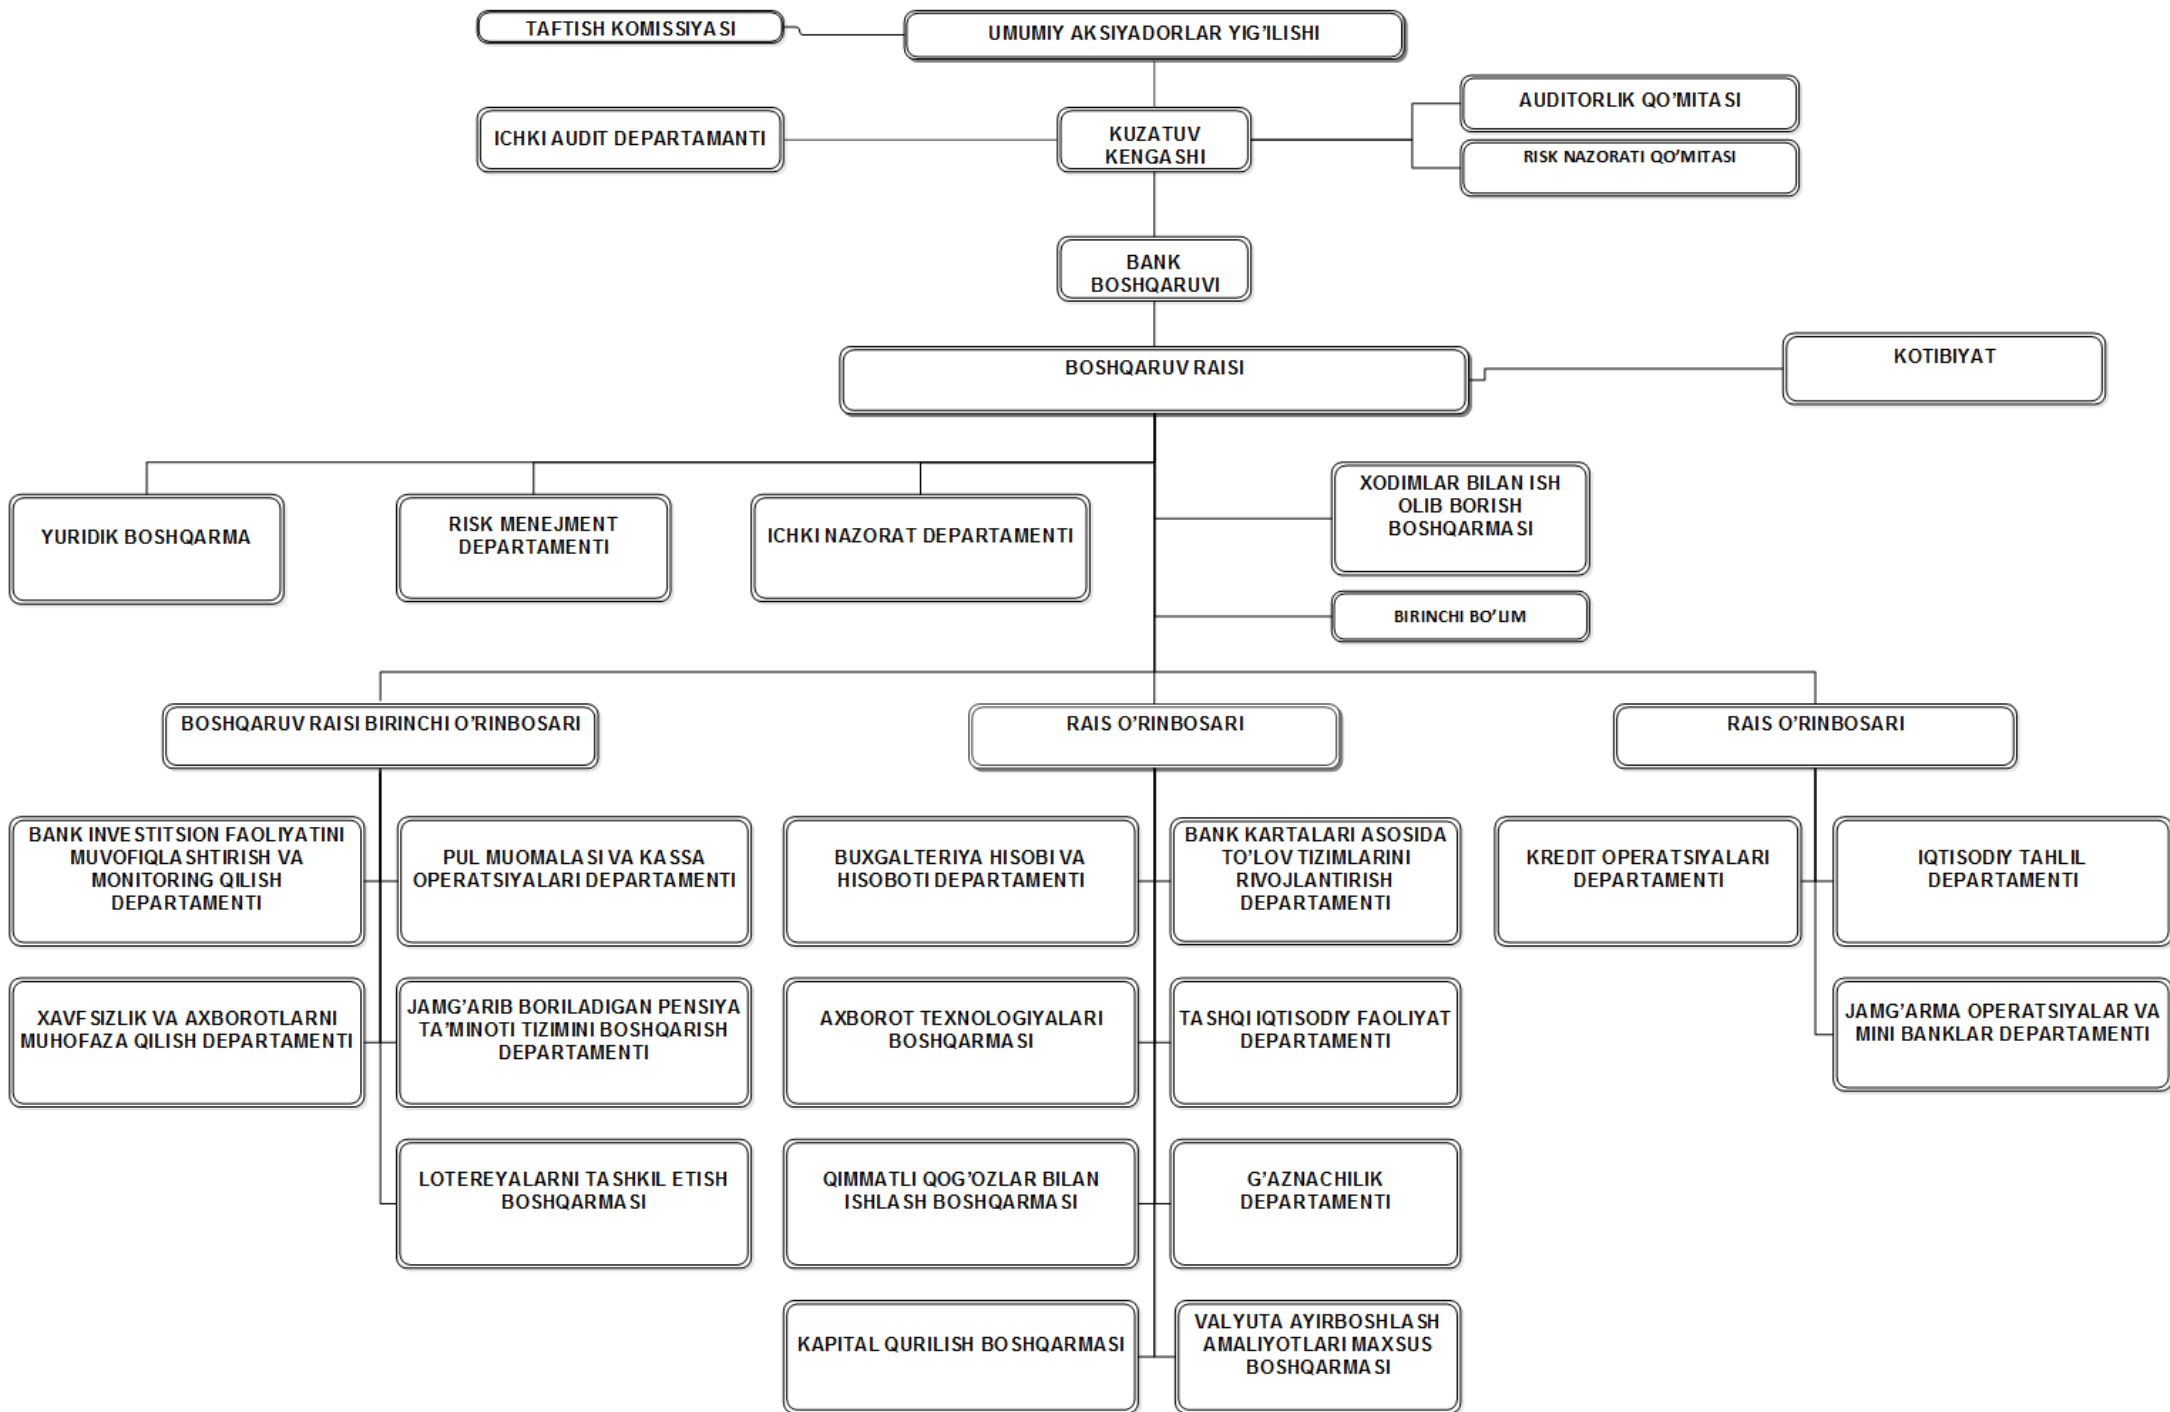 TAFTISH KOMISSIYASI
UMUMIY AKSIYADORLAR YIG’ILISHI
AUDITORLIK QO’MITASI
ICHKI AUDIT DEPARTAMANTI
KUZATUV
KENGASHI
RISK NAZORATI QO’MITASI
BANK
BOSHQARUVI
BOSHQARUV RAISI
KOTIBIYAT
YURIDIK BOSHQARMA
RISK MENEJMENT
DEPARTAMENTI
ICHKI NAZORAT DEPARTAMENTI
XODIMLAR BILAN ISH
OLIB BORISH
BOSHQARMASI
BIRINCHI BO’LIM
BOSHQARUV RAISI BIRINCHI O’RINBOSARI
RAIS O’RINBOSARI
RAIS O’RINBOSARI
BANK INVESTITSION FAOLIYATINI
MUVOFIQLASHTIRISH VA
MONITORING QILISH
DEPARTAMENTI
PUL MUOMALASI VA KASSA
OPERATSIYALARI DEPARTAMENTI
BUXGALTERIYA HISOBI VA
HISOBOTI DEPARTAMENTI
BANK KARTALARI ASOSIDA
TO’LOV TIZIMLARINI
RIVOJLANTIRISH
DEPARTAMENTI
KREDIT OPERATSIYALARI
DEPARTAMENTI
IQTISODIY TAHLIL
DEPARTAMENTI
XAVFSIZLIK VA AXBOROTLARNI
MUHOFAZA QILISH DEPARTAMENTI
JAMG’ARIB BORILADIGAN PENSIYA
TA’MINOTI TIZIMINI BOSHQARISH
DEPARTAMENTI
AXBOROT TEXNOLOGIYALARI
BOSHQARMASI
TASHQI IQTISODIY FAOLIYAT
DEPARTAMENTI
JAMG’ARMA OPERATSIYALAR VA
MINI BANKLAR DEPARTAMENTI
LOTEREYALARNI TASHKIL ETISH
BOSHQARMASI
QIMMATLI QOG’OZLAR BILAN
ISHLASH BOSHQARMASI
G’AZNACHILIK
DEPARTAMENTI
KAPITAL QURILISH BOSHQARMASI
VALYUTA AYIRBOSHLASH
AMALIYOTLARI MAXSUS
BOSHQARMASI